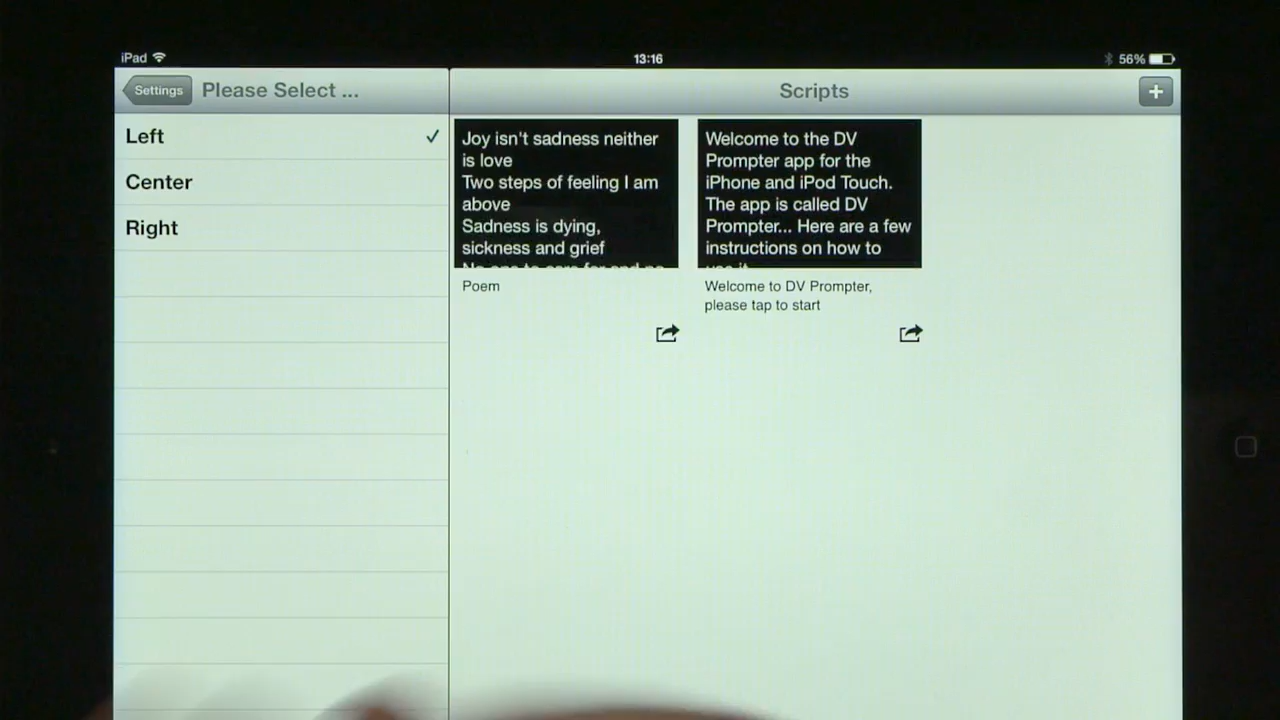 iPad
13:16
56%
Settings
Please Select ...
Scripts
+
Left
Center
Right
Joy isn't sadness neither
is love
Two steps of feeling I am
above
Sadness is dying,
sickness and grief
Poem
Welcome to the DV
Prompter app for the
iPhone and iPod Touch.
The app is called DV
Prompter... Here are a few
instructions on how to
use it
Welcome to DV Prompter,
please tap to start